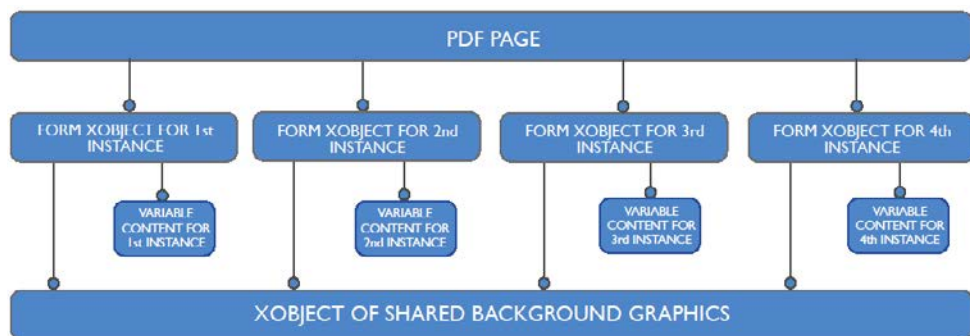 PDF PAGE
FORM XOBJECT FOR 1st
INSTANCE
FORM XOBJECT FOR 2nd
INSTANCE
FORM XOBJECT FOR 3rd
INSTANCE
FORM XOBJECT FOR 4th
INSTANCE
VARIABLE
CONTENT FOR
1st INSTANCE
VARIABLE
CONTENT FOR
2nd INSTANCE
VARIABLE
CONTENT FOR
3rd INSTANCE
VARIABLE
CONTENT FOR
4th INSTANCE
XOBJECT OF SHARED BACKGROUND GRAPHICS